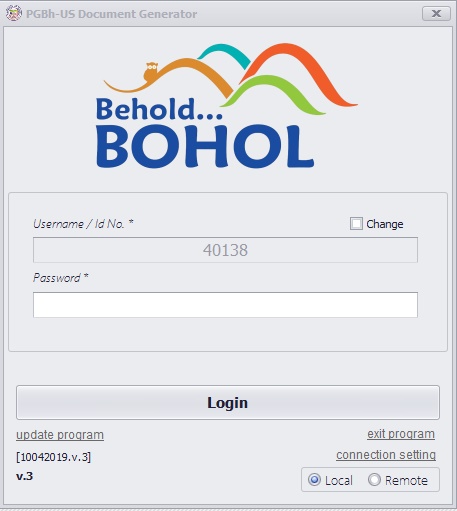 PGBh-US Document Generator
Behold...
BOHOL
Username / Id No. *
Change
40138
Password *
Login
update program
exit program
[10042019.v.3]
connection setting
v.3
Local
Remote